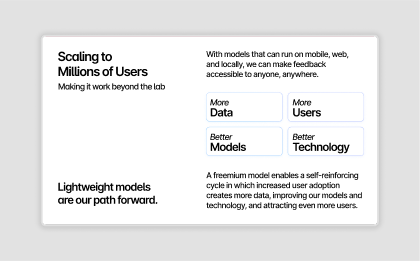 Scaling to
Millions of Users
Making it work beyond the lab
Lightweight models
are our path forward.
With models that can run on mobile, web,
and locally, we can make feedback
accessible to anyone, anywhere.
More
Data
More
Users
Better
Models
Better
Technology
A freemium model enables a self-reinforcing
cycle in which increased user adoption
creates more data, improving our models and
technology, and attracting even more users.